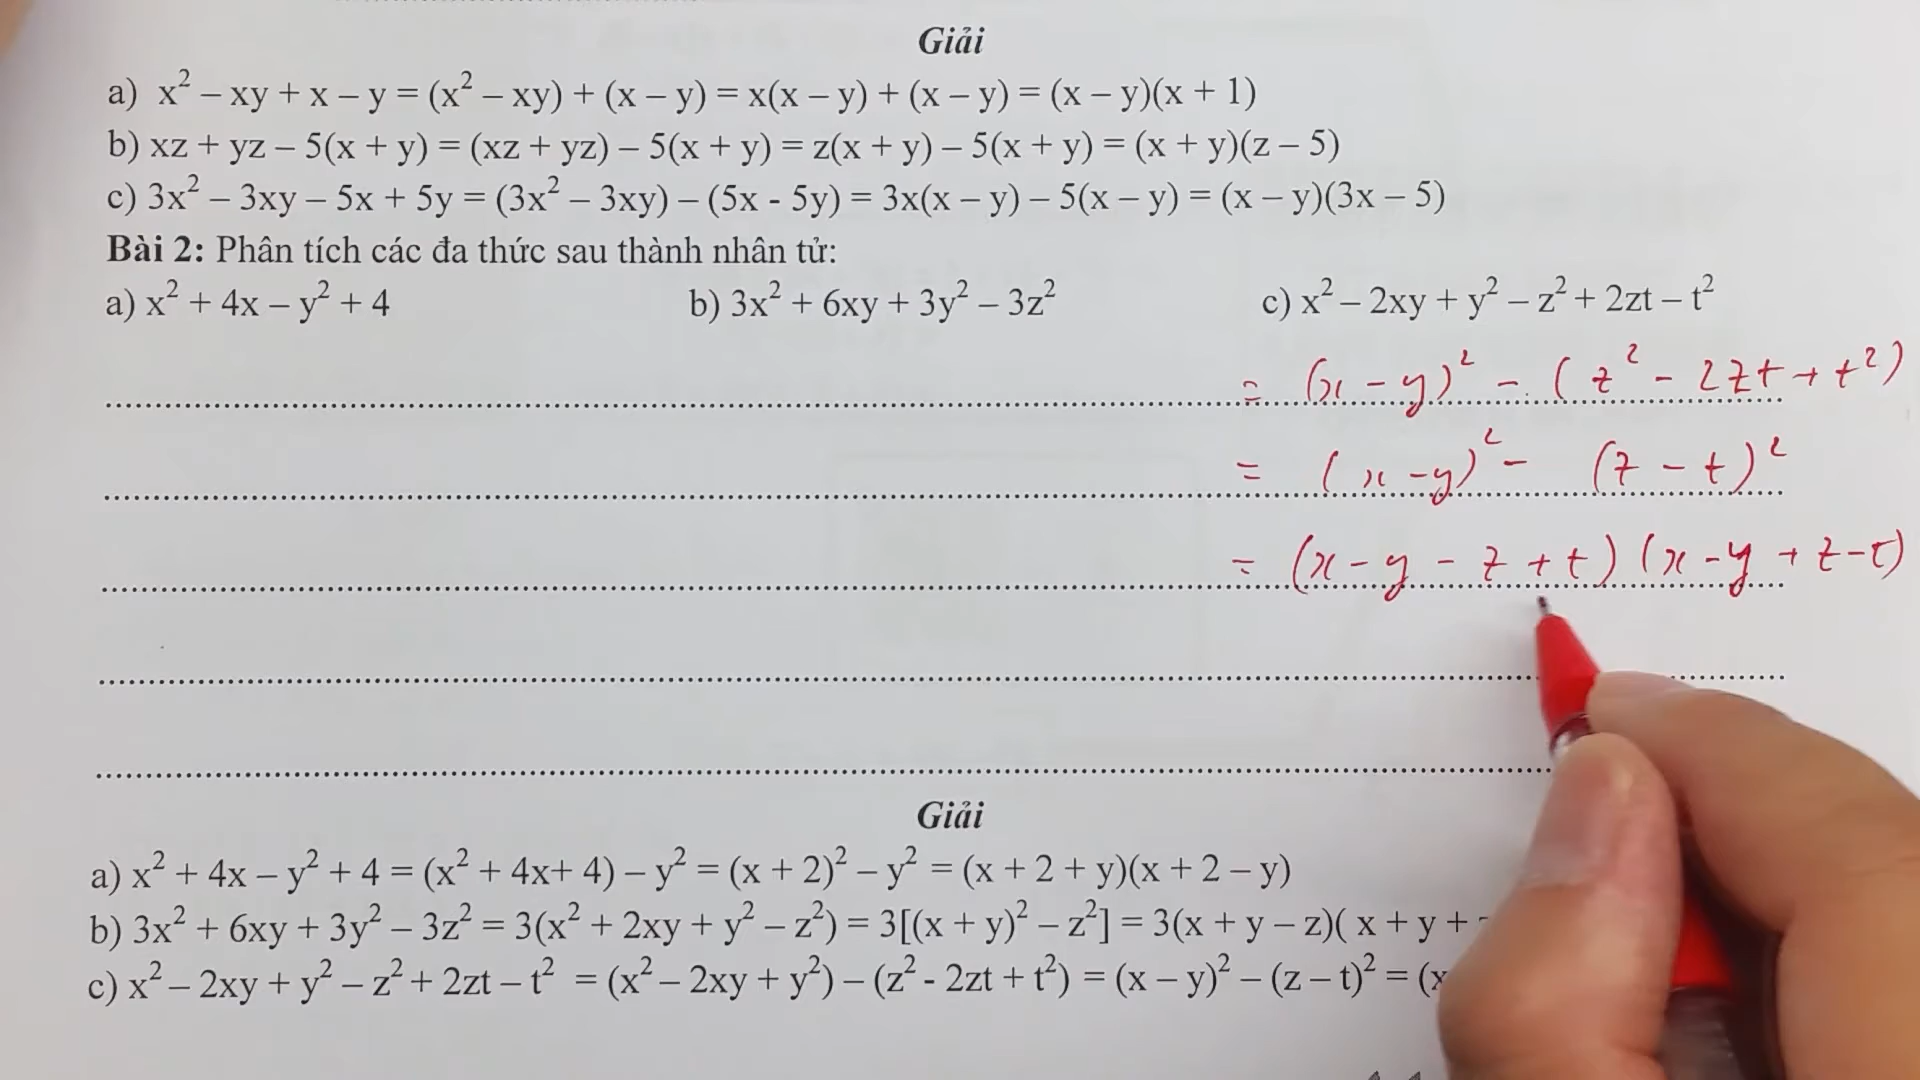 Giải
a) x² – xy + x – y = (x² – xy) + (x – y) = x(x – y) + (x – y) = (x – y)(x + 1)
b) xz + yz – 5(x + y) = (xz + yz) – 5(x + y) = z(x + y) – 5(x + y) = (x + y)(z – 5)
c) 3x² – 3xy – 5x + 5y = (3x² – 3xy) – (5x - 5y) = 3x(x – y) – 5(x – y) = (x – y)(3x – 5)
Bài 2: Phân tích các đa thức sau thành nhân tử:
a) x² + 4x – y² + 4 b) 3x² + 6xy + 3y² – 3z² c) x² – 2xy + y² – z² + 2zt – t²
= (x - y)² - (z² - 2zt + t²)
= (x - y)² - (z - t)²
= (x - y - z + t)(x - y + z - t)
Giải
a) x² + 4x – y² + 4 = (x² + 4x+ 4) – y² = (x + 2)² – y² = (x + 2 + y)(x + 2 – y)
b) 3x² + 6xy + 3y² – 3z² = 3(x² + 2xy + y² – z²) = 3[(x + y)² – z²] = 3(x + y – z)( x + y +
c) x² – 2xy + y² – z² + 2zt – t² = (x² – 2xy + y²) – (z² - 2zt + t²) = (x – y)² – (z – t)² = (x